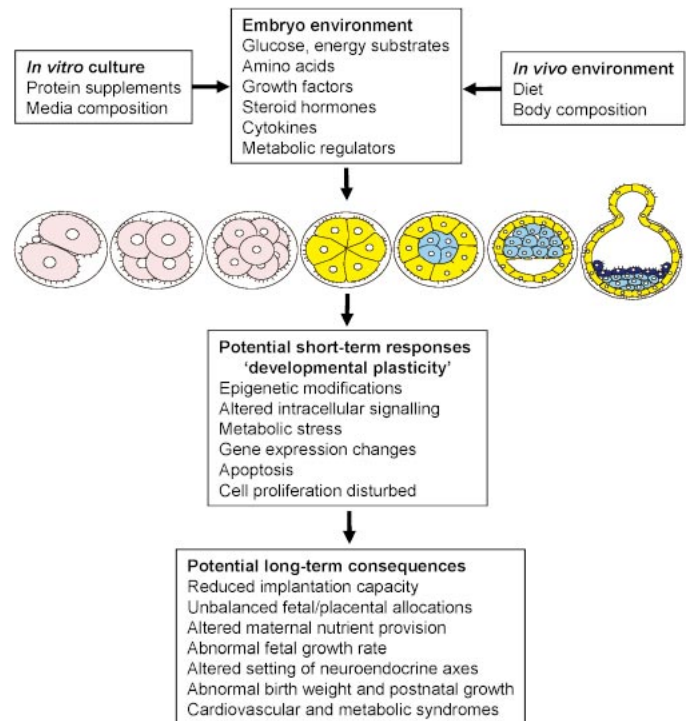 Embryo environment
Glucose, energy substrates
Amino acids
Growth factors
Steroid hormones
Cytokines
Metabolic regulators
In vitro culture
Protein supplements
Media composition
In vivo environment
Diet
Body composition
Potential short-term responses
‘developmental plasticity’
Epigenetic modifications
Altered intracellular signalling
Metabolic stress
Gene expression changes
Apoptosis
Cell proliferation disturbed
Potential long-term consequences
Reduced implantation capacity
Unbalanced fetal/placental allocations
Altered maternal nutrient provision
Abnormal fetal growth rate
Altered setting of neuroendocrine axes
Abnormal birth weight and postnatal growth
Cardiovascular and metabolic syndromes